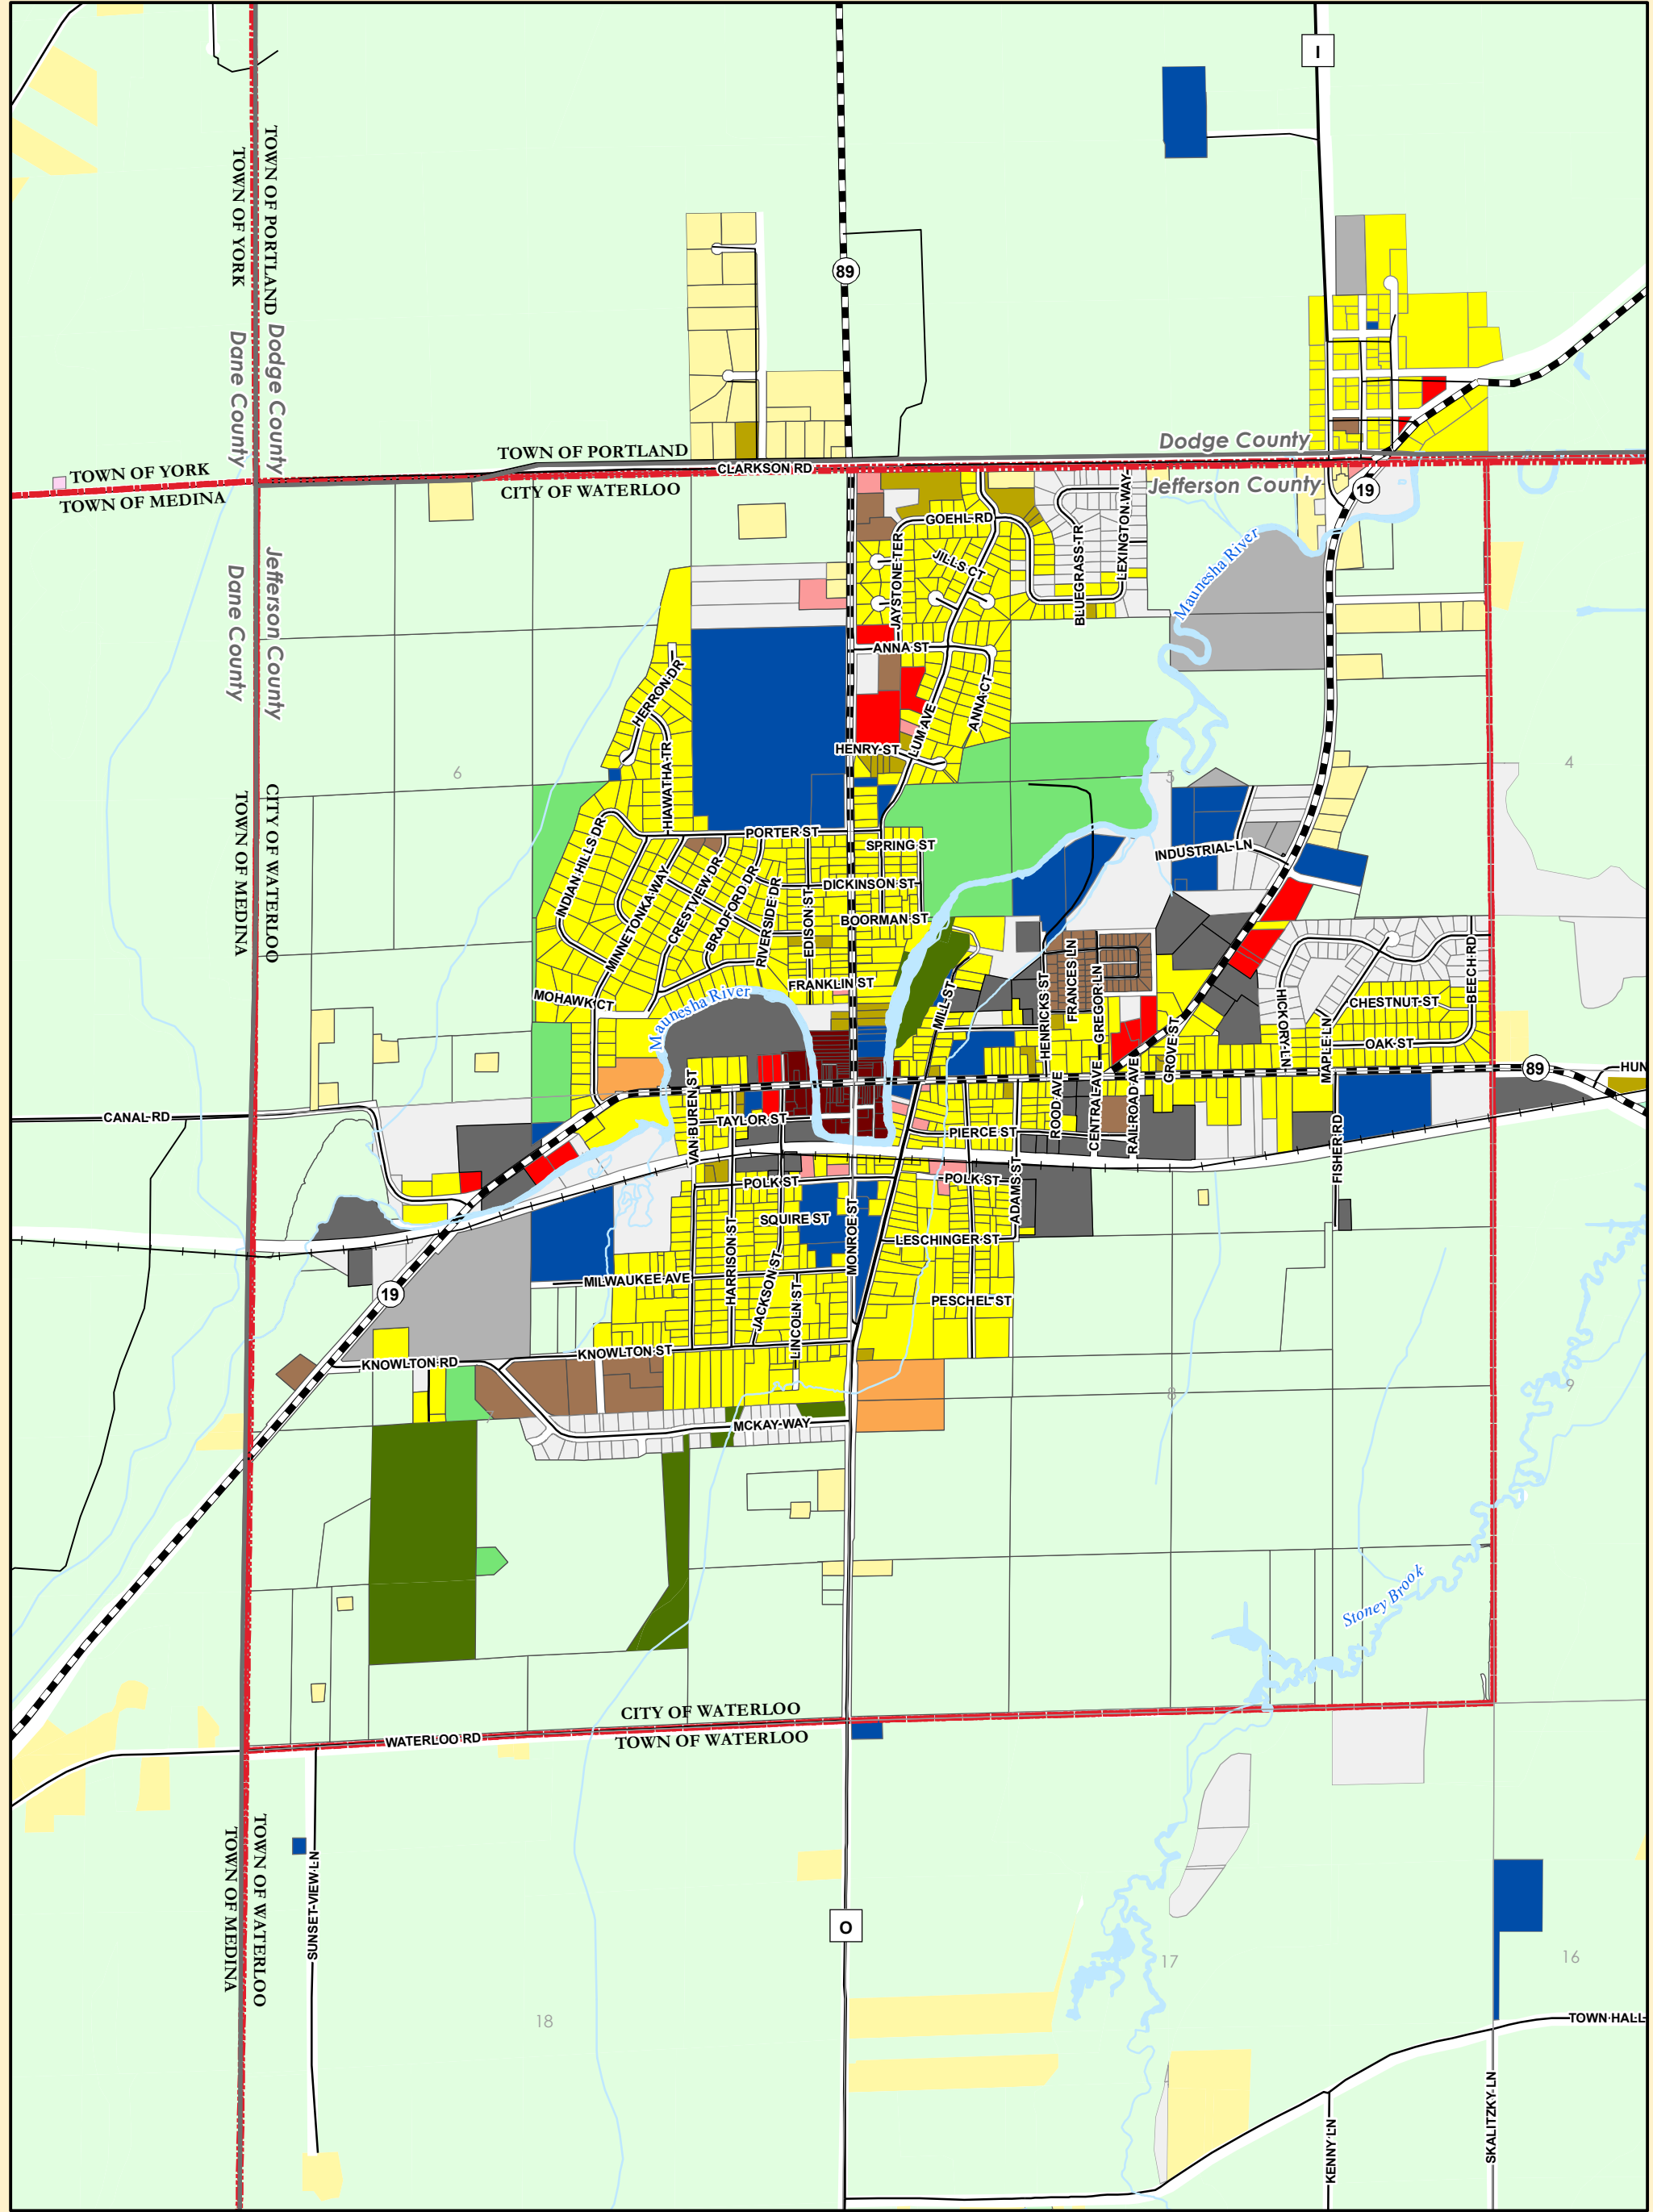 I
TOWN OF PORTLAND
TOWN OF YORK
89
Dodge County
Dane County
TOWN OF PORTLAND
Dodge County
TOWN OF YORK
CLARKSON RD
TOWN OF MEDINA
CITY OF WATERLOO
Jefferson County
19
GOEHL RD
LEXINGTON WAY
BLUEGRASS TR
JAYSTONE TER
JILLS CT
Maunesha River
Jefferson County
Dane County
ANNA ST
HERRON DR
ANNA CT
LUM AVE
HIAWATHA TR
HENRY ST
6
5
4
CITY OF WATERLOO
TOWN OF MEDINA
PORTER ST
SPRING ST
INDUSTRIAL LN
INDIAN HILLS DR
MINNETONKA WAY
CRESTVIEW DR
BRADFORD DR
RIVERSIDE DR
EDISON ST
DICKINSON ST
BOORMAN ST
FRANKLIN ST
MOHAWK CT
Maunesha River
MILL ST
HENRICKS ST
FRANCES LN
GREGOR LN
HICKORY LN
CHESTNUT ST
BEECH RD
MAPLE LN
OAK ST
GROVE ST
89
HUN
CANAL RD
VAN BUREN ST
TAYLOR ST
PIERCE ST
ROOD AVE
CENTRAL AVE
RAILROAD AVE
FISHER RD
POLK ST
POLK ST
ADAMS ST
SQUIRE ST
MONROE ST
LESCHINGER ST
HARRISON ST
JACKSON ST
LINCOLN ST
MILWAUKEE AVE
PESCHEL ST
19
KNOWLTON RD
KNOWLTON ST
7
8
9
MCKAY WAY
Stoney Brook
CITY OF WATERLOO
WATERLOO RD
TOWN OF WATERLOO
TOWN OF WATERLOO
TOWN OF MEDINA
SUNSET VIEW LN
O
17
16
18
TOWN HALL
KENNY LN
SKALITZKY LN